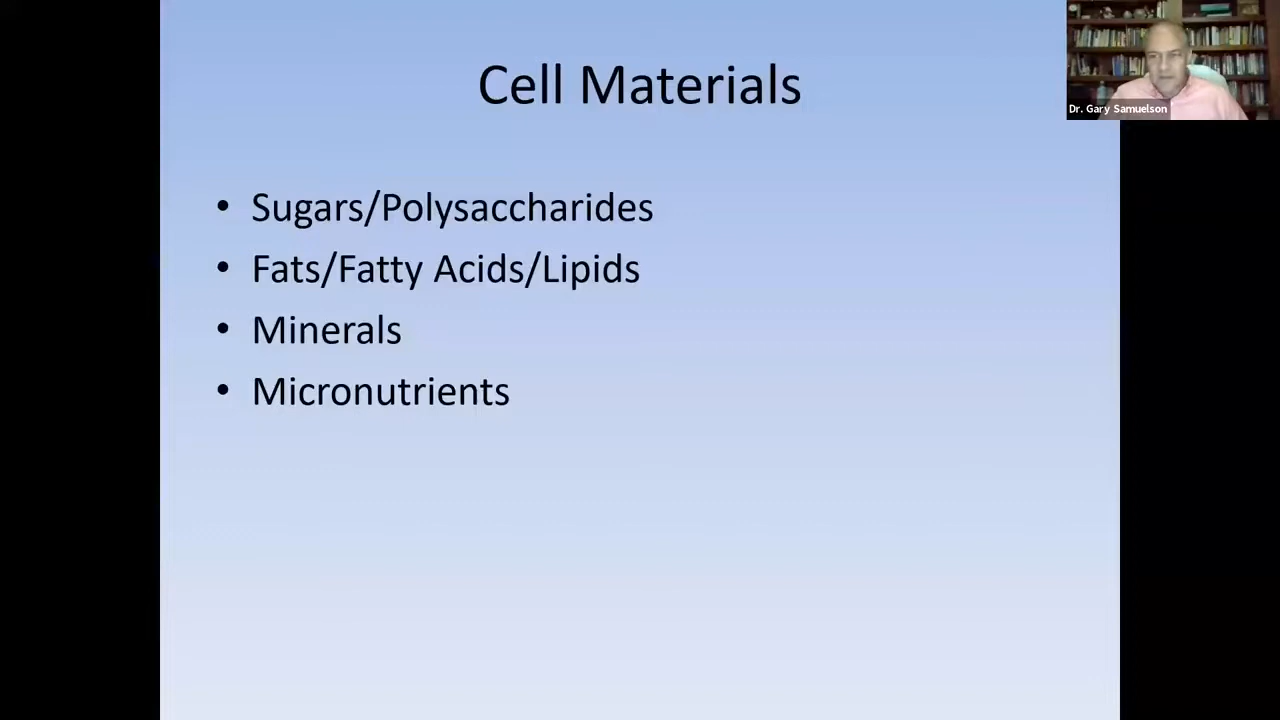 Cell Materials
Dr. Gary Samuelson
• Sugars/Polysaccharides
• Fats/Fatty Acids/Lipids
• Minerals
• Micronutrients